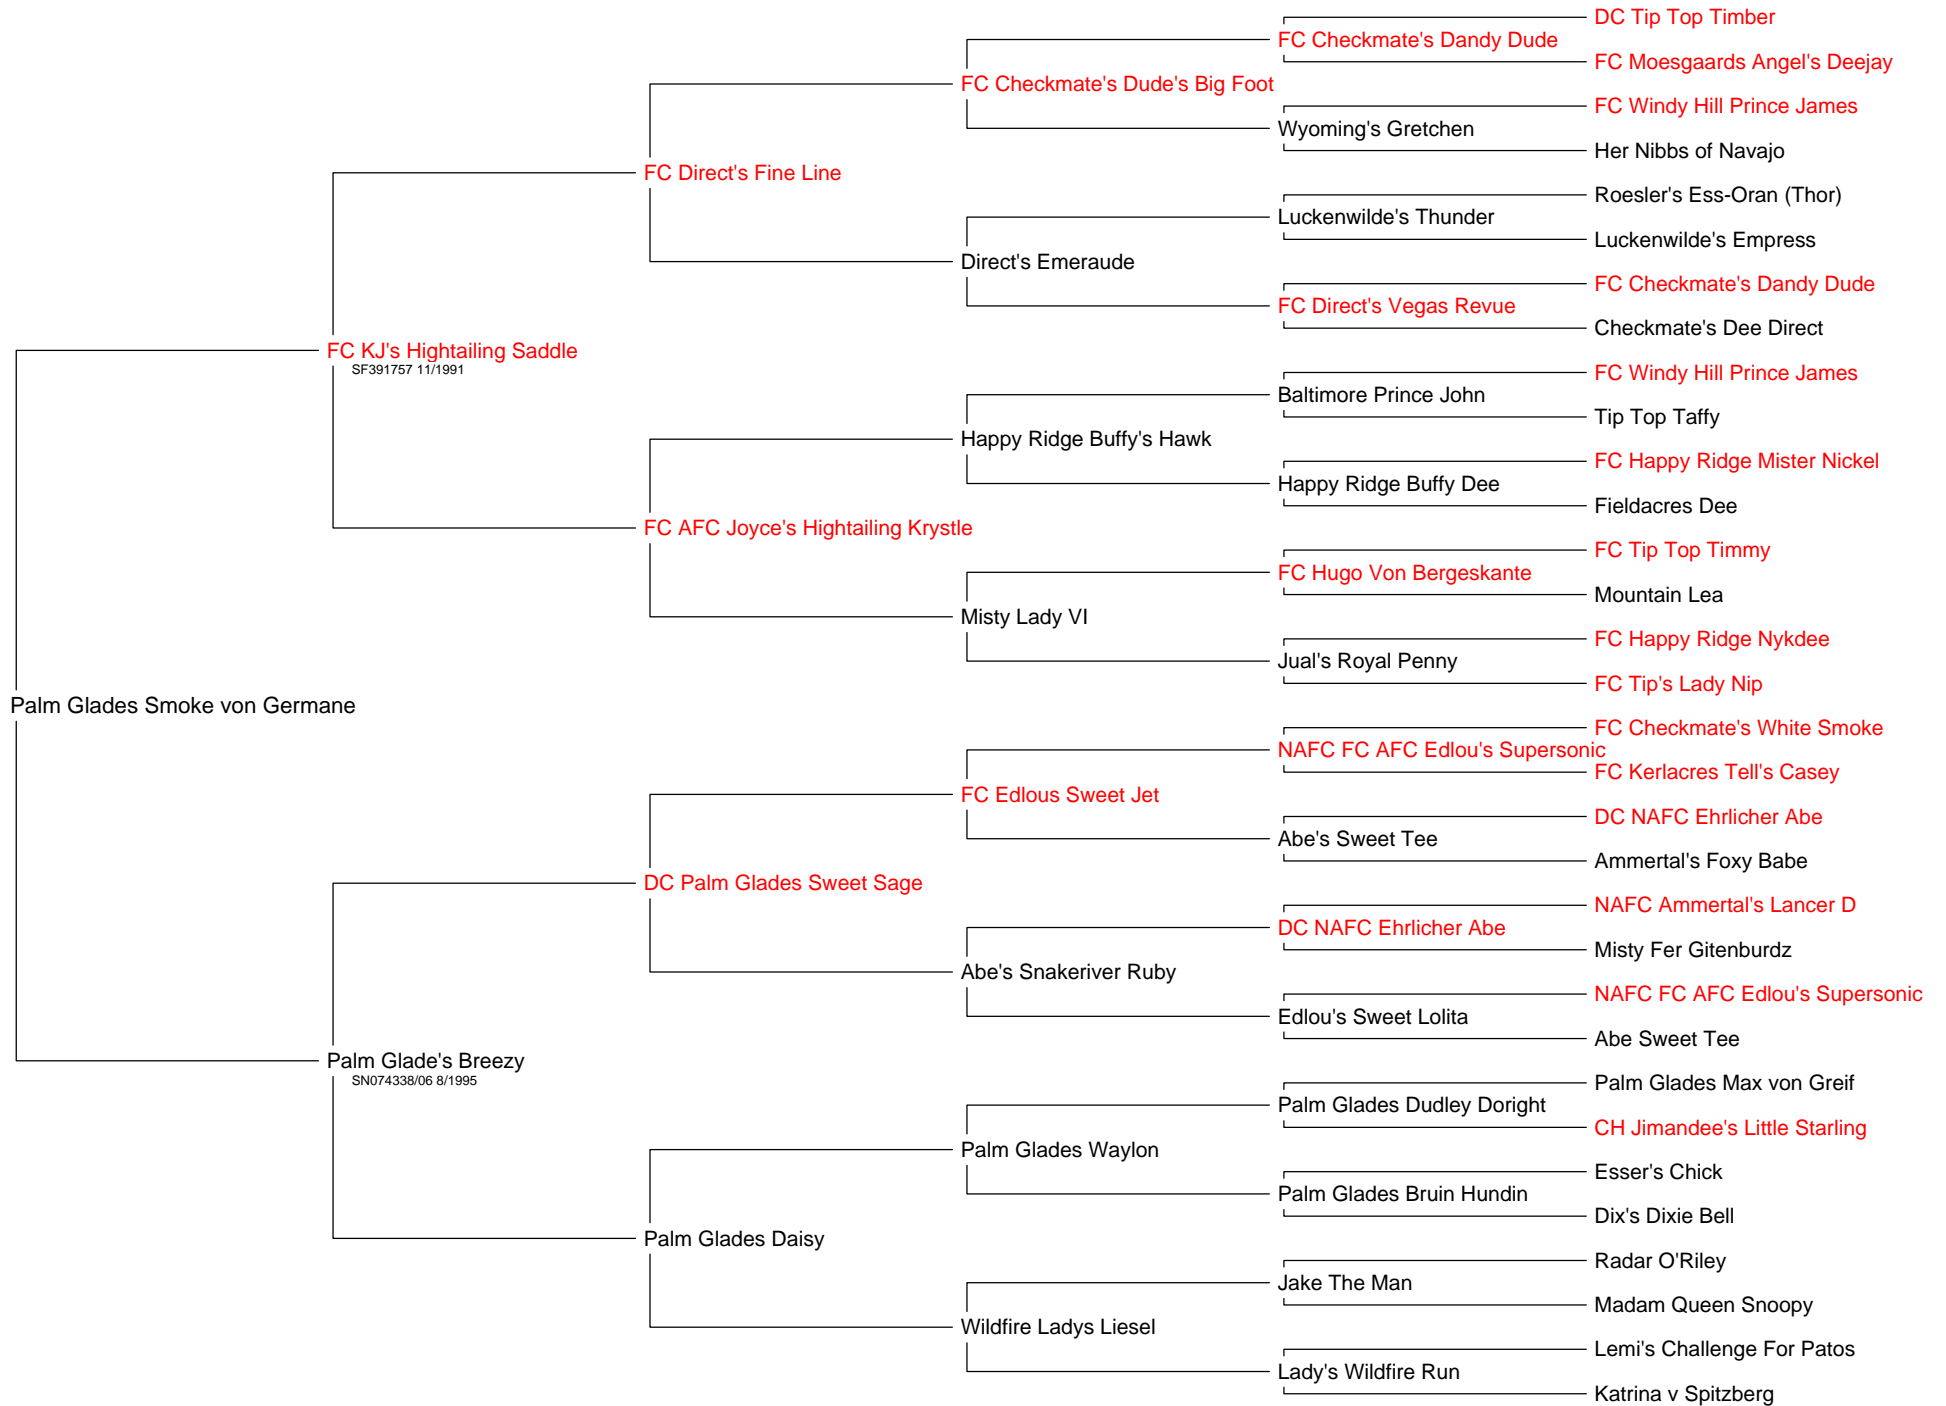 DC Tip Top Timber
FC Checkmate's Dandy Dude
FC Moesgaards Angel's Deejay
FC Checkmate's Dude's Big Foot
FC Windy Hill Prince James
Wyoming's Gretchen
Her Nibbs of Navajo
FC Direct's Fine Line
Roesler's Ess-Oran (Thor)
Luckenwilde's Thunder
Luckenwilde's Empress
Direct's Emeraude
FC Checkmate's Dandy Dude
FC Direct's Vegas Revue
Checkmate's Dee Direct
FC KJ's Hightailing Saddle
SF391757 11/1991
FC Windy Hill Prince James
Baltimore Prince John
Tip Top Taffy
Happy Ridge Buffy's Hawk
FC Happy Ridge Mister Nickel
Happy Ridge Buffy Dee
Fieldacres Dee
FC AFC Joyce's Hightailing Krystle
FC Tip Top Timmy
FC Hugo Von Bergeskante
Mountain Lea
Misty Lady VI
FC Happy Ridge Nykdee
Jual's Royal Penny
FC Tip's Lady Nip
Palm Glades Smoke von Germane
FC Checkmate's White Smoke
NAFC FC AFC Edlou's Supersonic
FC Kerlacres Tell's Casey
FC Edlous Sweet Jet
DC NAFC Ehrlicher Abe
Abe's Sweet Tee
Ammertal's Foxy Babe
DC Palm Glades Sweet Sage
NAFC Ammertal's Lancer D
DC NAFC Ehrlicher Abe
Misty Fer Gitenburdz
Abe's Snakeriver Ruby
NAFC FC AFC Edlou's Supersonic
Edlou's Sweet Lolita
Abe Sweet Tee
Palm Glade's Breezy
SN074338/06 8/1995
Palm Glades Max von Greif
Palm Glades Dudley Doright
CH Jimandee's Little Starling
Palm Glades Waylon
Esser's Chick
Palm Glades Bruin Hundin
Dix's Dixie Bell
Palm Glades Daisy
Radar O'Riley
Jake The Man
Madam Queen Snoopy
Wildfire Ladys Liesel
Lemi's Challenge For Patos
Lady's Wildfire Run
Katrina v Spitzberg